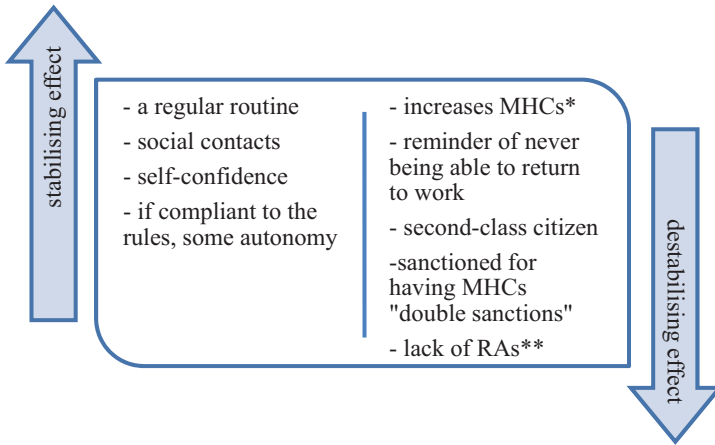 stabilising effect
- a regular routine
- social contacts
- self-confidence
- if compliant to the
rules, some autonomy
- increases MHCs*
- reminder of never
being able to return
to work
- second-class citizen
-sanctioned for
having MHCs
"double sanctions"
- lack of RAs**
destabilising effect